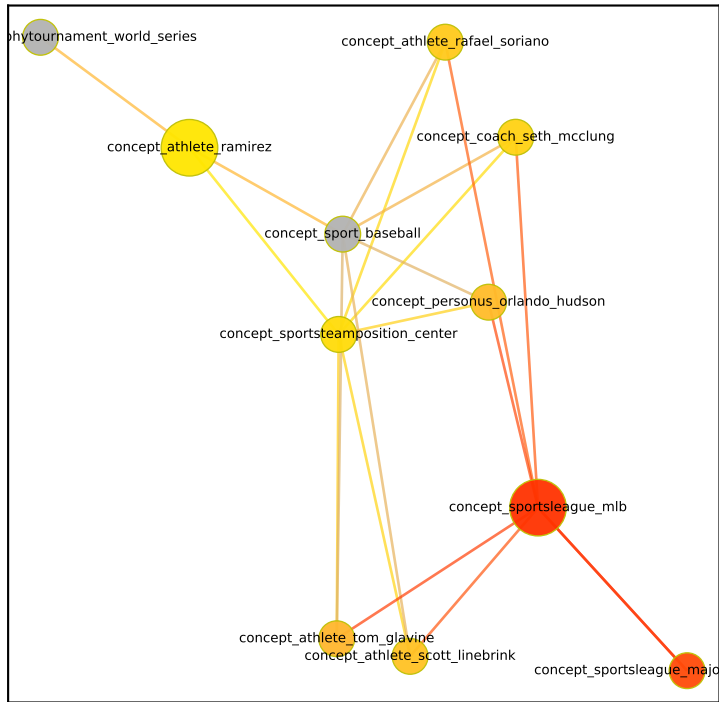 phytournament_world_series
concept_athlete_rafael_soriano
concept_coach_seth_mcclung
concept_athlete_ramirez
concept_sport_baseball
concept_personus_orlando_hudson
concept_sportsteamposition_center
concept_sportsleague_mlb
concept_athlete_tom_glavine
concept_athlete_scott_linebrink
concept_sportsleague_majo